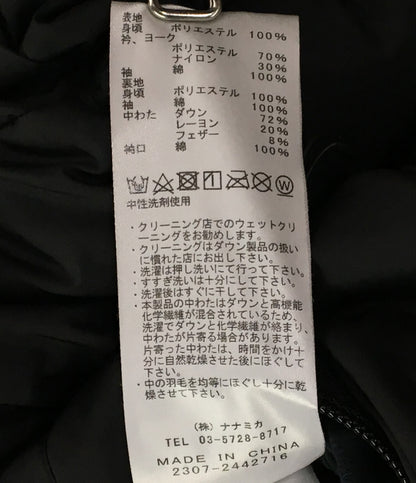 表地
身頃 ポリエステル 100%
衿、ヨーク
ポリエステル 70%
ナイロン 30%
袖 綿 100%
裏地
身頃 ポリエステル 100%
袖 綿 100%
中わた ダウン 72%
レーヨン 20%
フェザー 8%
袖口 綿 100%
中性洗剤使用
・クリーニング店でのウェットクリ
ーニングをお勧めします。
・クリーニングはダウン製品の扱い
に慣れた店にお出し下さい。
・洗濯は押し洗いにて行って下さい。
・すすぎ洗いは十分にして下さい。
・洗濯後はすぐに干して下さい。
・本製品の中わたはダウンと高機能
化学繊維が混合されているため、
洗濯でダウンと化学繊維が絡まり、
中わたが片寄る場合があります。
片寄った中わたは、時間をかけ十
分に自然乾燥させた後にほぐして
下さい。
・中の羽毛を均等にほぐし十分に乾
燥させて下さい。
(株) ナナミカ
TEL 03-5728-8717
MADE IN CHINA
2307-2442716